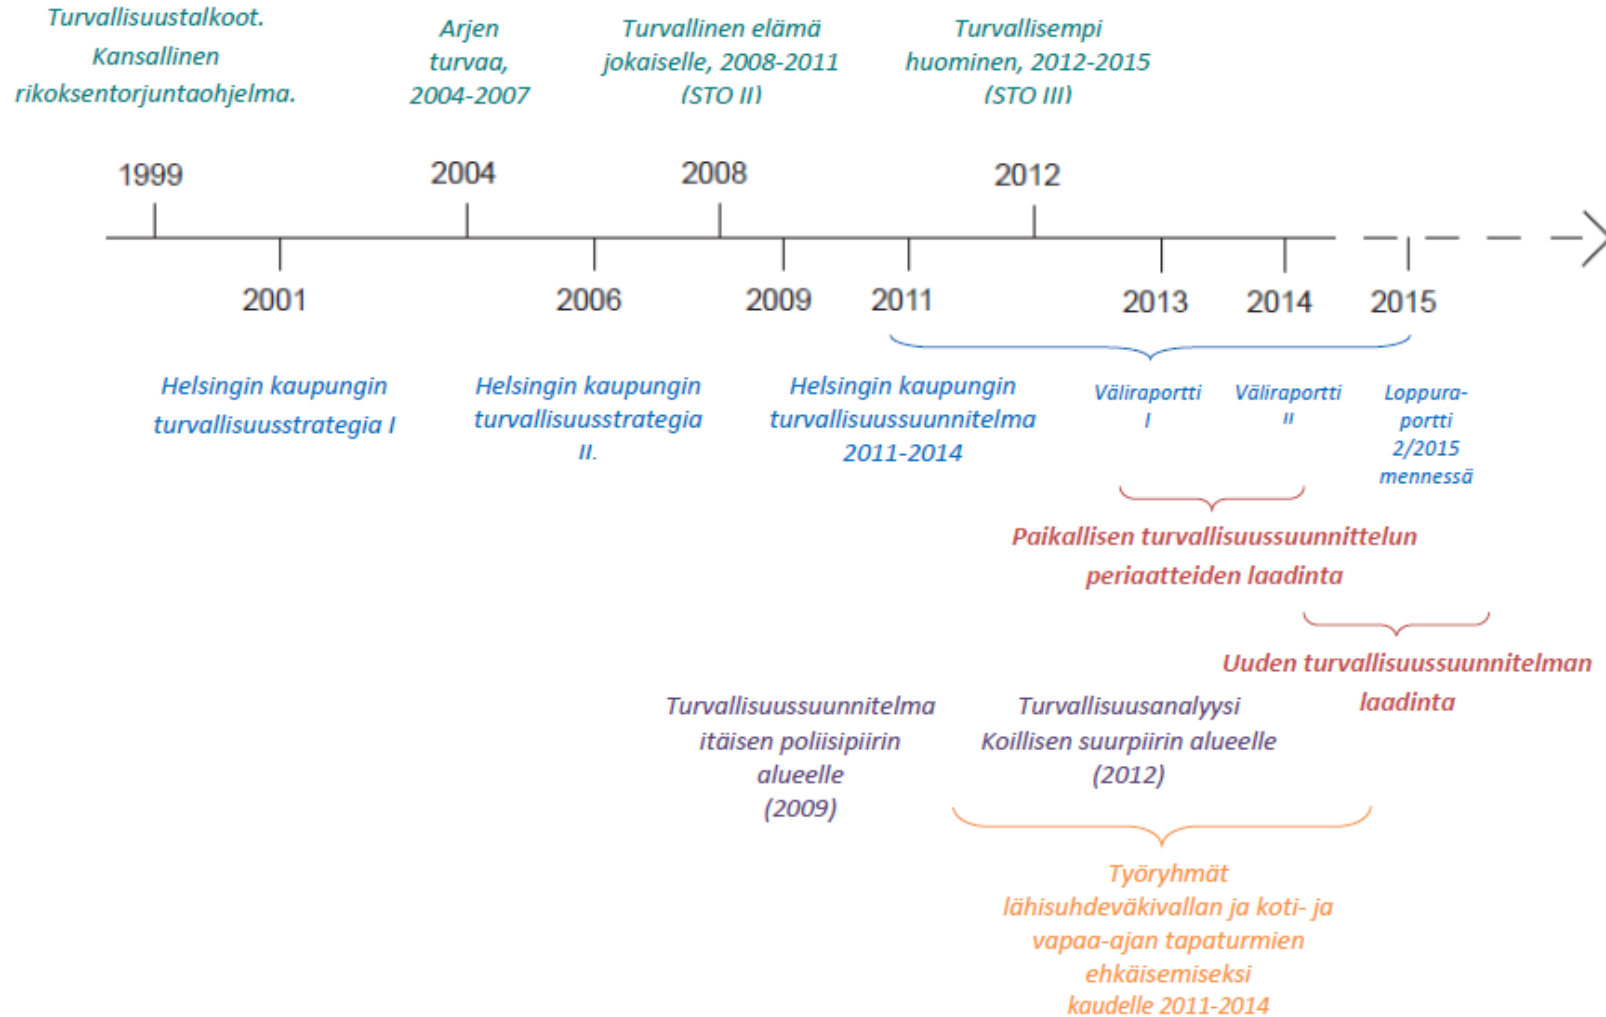 Turvallisuustalkoot.
Kansallinen
rikoksentorjuntaohjelma.
Arjen
turvaa,
2004-2007
Turvallinen elämä
jokaiselle, 2008-2011
(STO II)
Turvallisempi
huominen, 2012-2015
(STO III)
1999
2004
2008
2012
2001
2006
2009
2011
2013
2014
2015
Helsingin kaupungin
turvallisuusstrategia I
Helsingin kaupungin
turvallisuusstrategia
II.
Helsingin kaupungin
turvallisuussuunnitelma
2011-2014
Väliraportti
I
Väliraportti
II
Loppura-
portti
2/2015
mennessä
Paikallisen turvallisuussuunnittelun
periaatteiden laadinta
Uuden turvallisuussuunnitelman
laadinta
Turvallisuussuunnitelma
itäisen poliisipiirin
alueelle
(2009)
Turvallisuusanalyysi
Koillisen suurpiirin alueelle
(2012)
Työryhmät
lähisuhdeväkivallan ja koti- ja
vapaa-ajan tapaturmien
ehkäisemiseksi
kaudelle 2011-2014